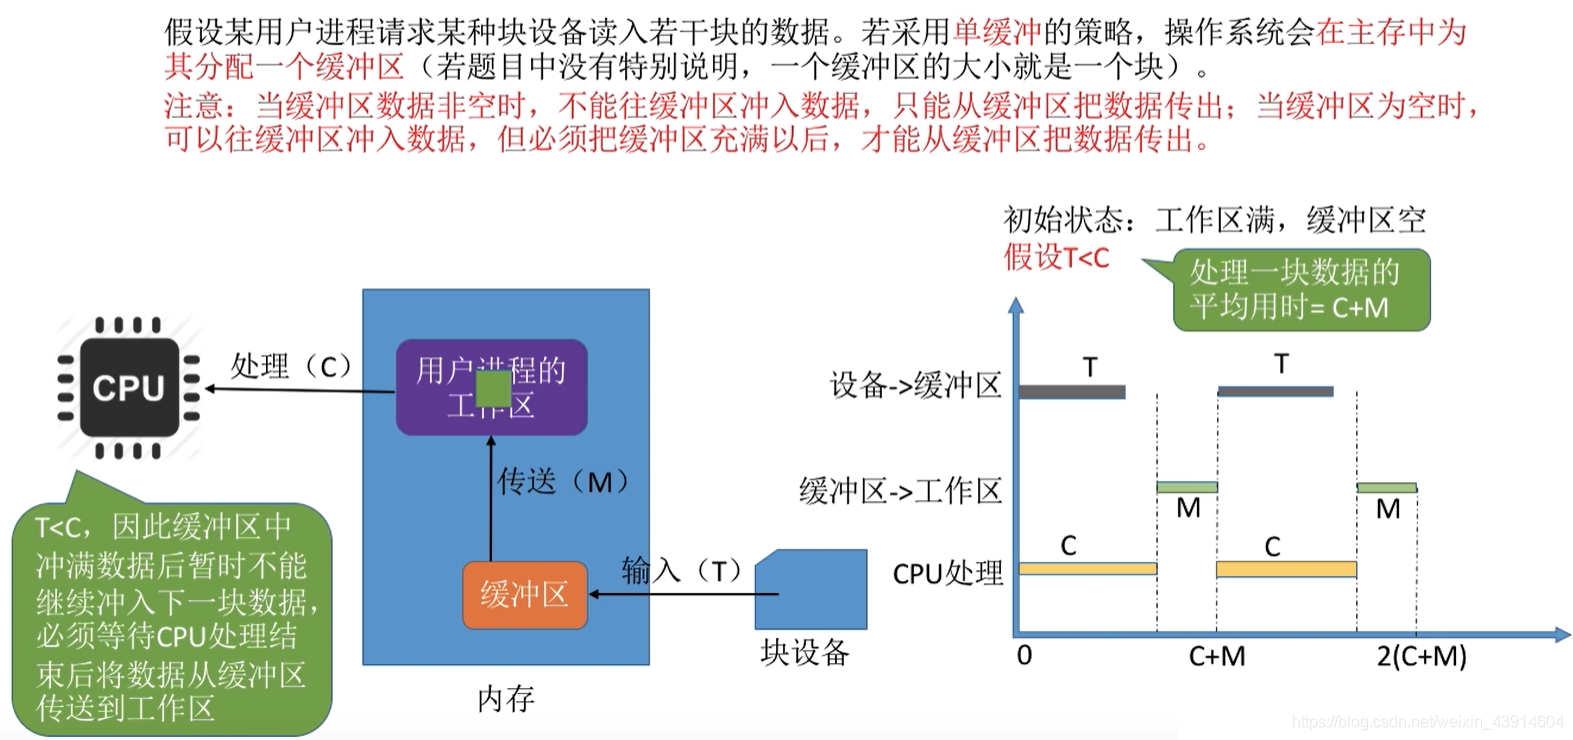 假设某用户进程请求某种块设备读入若干块的数据。若采用单缓冲的策略，操作系统会在主存中为
其分配一个缓冲区（若题目中没有特别说明，一个缓冲区的大小就是一个块）。
注意：当缓冲区数据非空时，不能往缓冲区冲入数据，只能从缓冲区把数据传出；当缓冲区为空时，
可以往缓冲区冲入数据，但必须把缓冲区充满以后，才能从缓冲区把数据传出。
CPU
处理（C）
用户进程的
工作区
传送（M）
缓冲区
输入（T）
块设备
内存
T<C，因此缓冲区中
冲满数据后暂时不能
继续冲入下一块数据，
必须等待CPU处理结
束后将数据从缓冲区
传送到工作区
初始状态：工作区满，缓冲区空
假设T<C
处理一块数据的
平均用时= C+M
设备->缓冲区
T
T
缓冲区->工作区
M
M
CPU处理
C
C
0
C+M
2(C+M)
https://blog.csdn.net/weixin_43914604